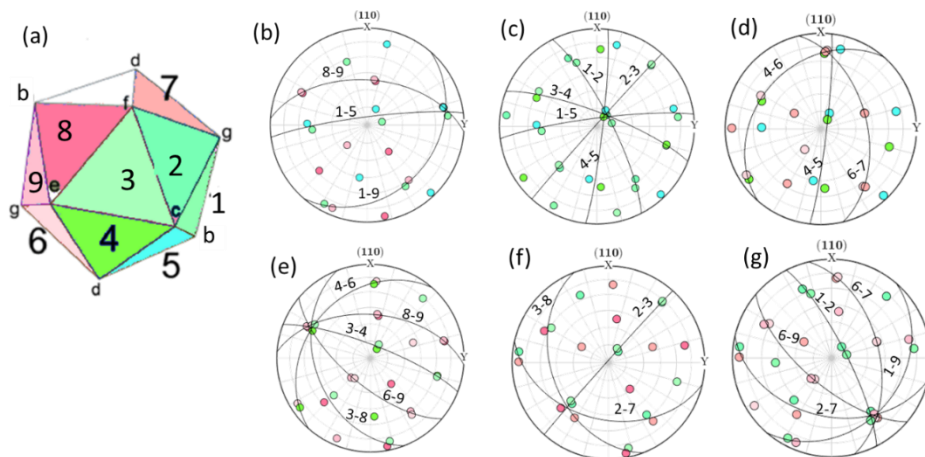 (a)
d
7
b
f
8
g
2
9
3
e
1
c
g
b
6
4
5
d
(b)
(110)
X
8-9
1-5
Y
1-9
(c)
(110)
X
1-2
2-3
3-4
1-5
Y
4-5
(d)
(110)
X
4-6
Y
4-5
6-7
(e)
(110)
X
4-6
8-9
3-4
Y
6-9
3-8
(f)
(110)
X
3-8
2-3
Y
2-7
(g)
(110)
X
6-7
1-2
6-9
Y
1-9
2-7